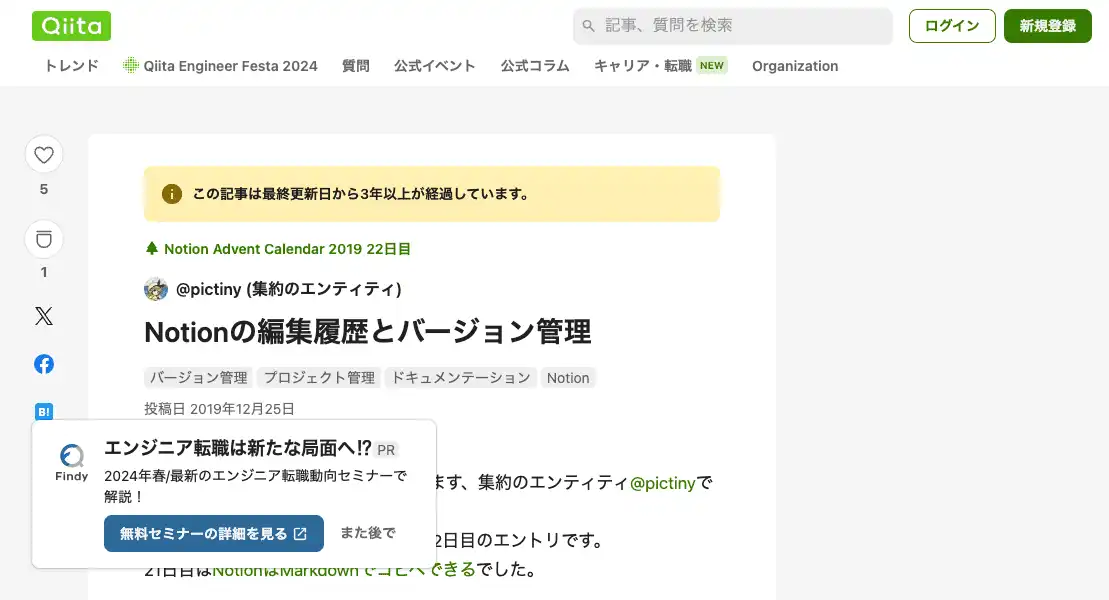 Qiita
記事、質問を検索
ログイン
新規登録
トレンド
Qiita Engineer Festa 2024
質問
公式イベント
公式コラム
キャリア・転職 NEW
Organization
5
1
この記事は最終更新日から3年以上が経過しています。
Notion Advent Calendar 2019 22日目
@pictiny (集約のエンティティ)
Notionの編集履歴とバージョン管理
バージョン管理 プロジェクト管理 ドキュメンテーション Notion
投稿日 2019年12月25日
B!
エンジニア転職は新たな局面へ!? PR
Findy
2024年春/最新のエンジニア転職動向セミナーで
解説！
無料セミナーの詳細を見る
また後で
ます、集約のエンティティ@pictinyで
2日目のエントリです。
21日目はNotionはMarkdownでコピペできるでした。